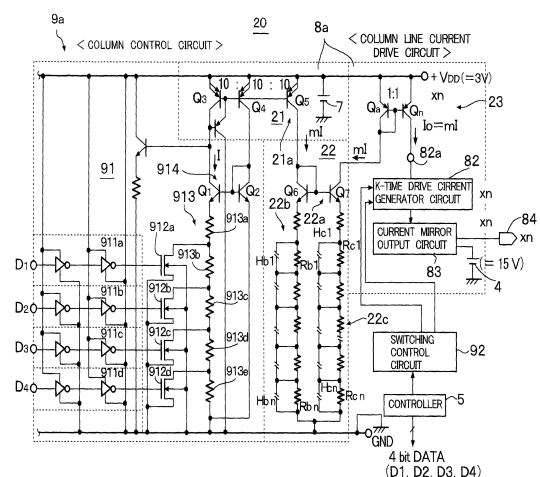 9a
< COLUMN CONTROL CIRCUIT >
20
8a
< COLUMN LINE CURRENT
DRIVE CIRCUIT >
+VDD (=3V)
10 : 10 : 10
Q3
Q4
Q5
7
1:1
Qa
Qn
xn
23
Io=mI
21
mI
21a
22
mI
82a
82
91
914
I
Q1
Q2
Q6
Q7
K-TIME DRIVE CIRRENT
GENERATOR CIRCUIT
xn
913
22b
22a
xn
84
xn
912a
913a
Hc1
Rc1
CURRENT MIRROR
OUTPUT CIRCUIT
911a
913b
Hb1
Rb1
83
(= 15 V)
4
D1
911b
912b
D2
913c
911c
912c
22c
D3
913d
SWITCHING
CONTROL
CIRCUIT
92
911d
912d
D4
913e
Hbn
Rbn
Hcn
Rcn
CONTROLLER
5
GND
4 bit DATA
(D1, D2, D3, D4)